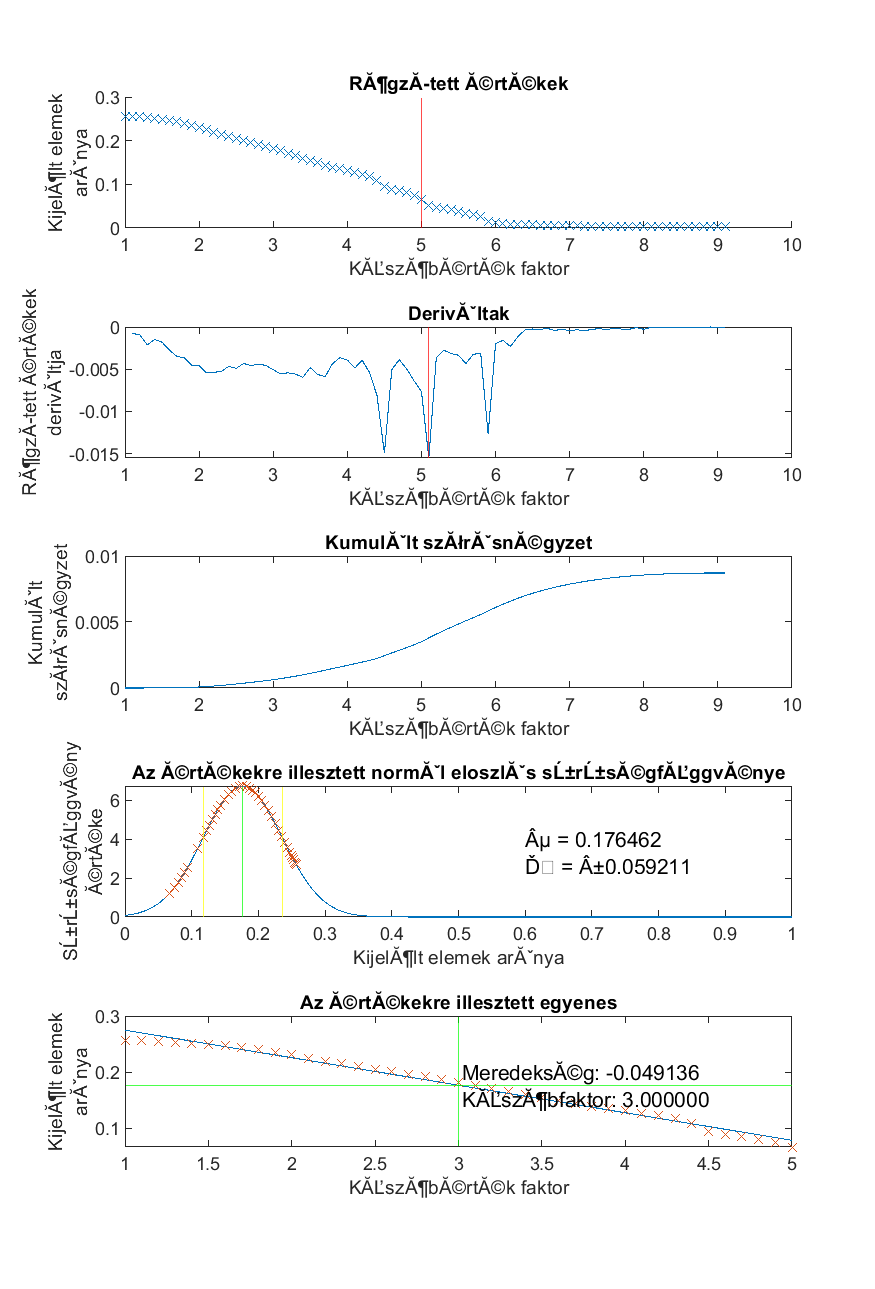 RĂ¶gzĂ-tett Ă©rtĂ©kek
KijelĂ¶lt elemek
arĂˇnya
0.3
0.2
0.1
0
1 2 3 4 5 6 7 8 9 10
KĂĽszĂ¶bĂ©rtĂ©k faktor
DerivĂˇltak
RĂ¶gzĂ-tett Ă©rtĂ©kek
derivĂˇltja
0
-0.005
-0.01
-0.015
1 2 3 4 5 6 7 8 9 10
KĂĽszĂ¶bĂ©rtĂ©k faktor
KumulĂˇlt szĂłrĂˇsnĂ©gyzet
KumulĂˇlt
szĂłrĂˇsnĂ©gyzet
0.01
0.005
0
1 2 3 4 5 6 7 8 9 10
KĂĽszĂ¶bĂ©rtĂ©k faktor
Az Ă©rtĂ©kekre illesztett normĂˇl eloszlĂˇs sĹ±rĹ±sĂ©gfĂĽggvĂ©nye
SĹ±rĹ±sĂ©gfĂĽggvĂ©ny
Ă©rtĂ©ke
6
4
2
0
Âµ = 0.176462
Ď□ = Â±0.059211
0 0.1 0.2 0.3 0.4 0.5 0.6 0.7 0.8 0.9 1
KijelĂ¶lt elemek arĂˇnya
Az Ă©rtĂ©kekre illesztett egyenes
KijelĂ¶lt elemek
arĂˇnya
0.3
0.2
0.1
MeredeksĂ©g: -0.049136
KĂĽszĂ¶bfaktor: 3.000000
1 1.5 2 2.5 3 3.5 4 4.5 5
KĂĽszĂ¶bĂ©rtĂ©k faktor